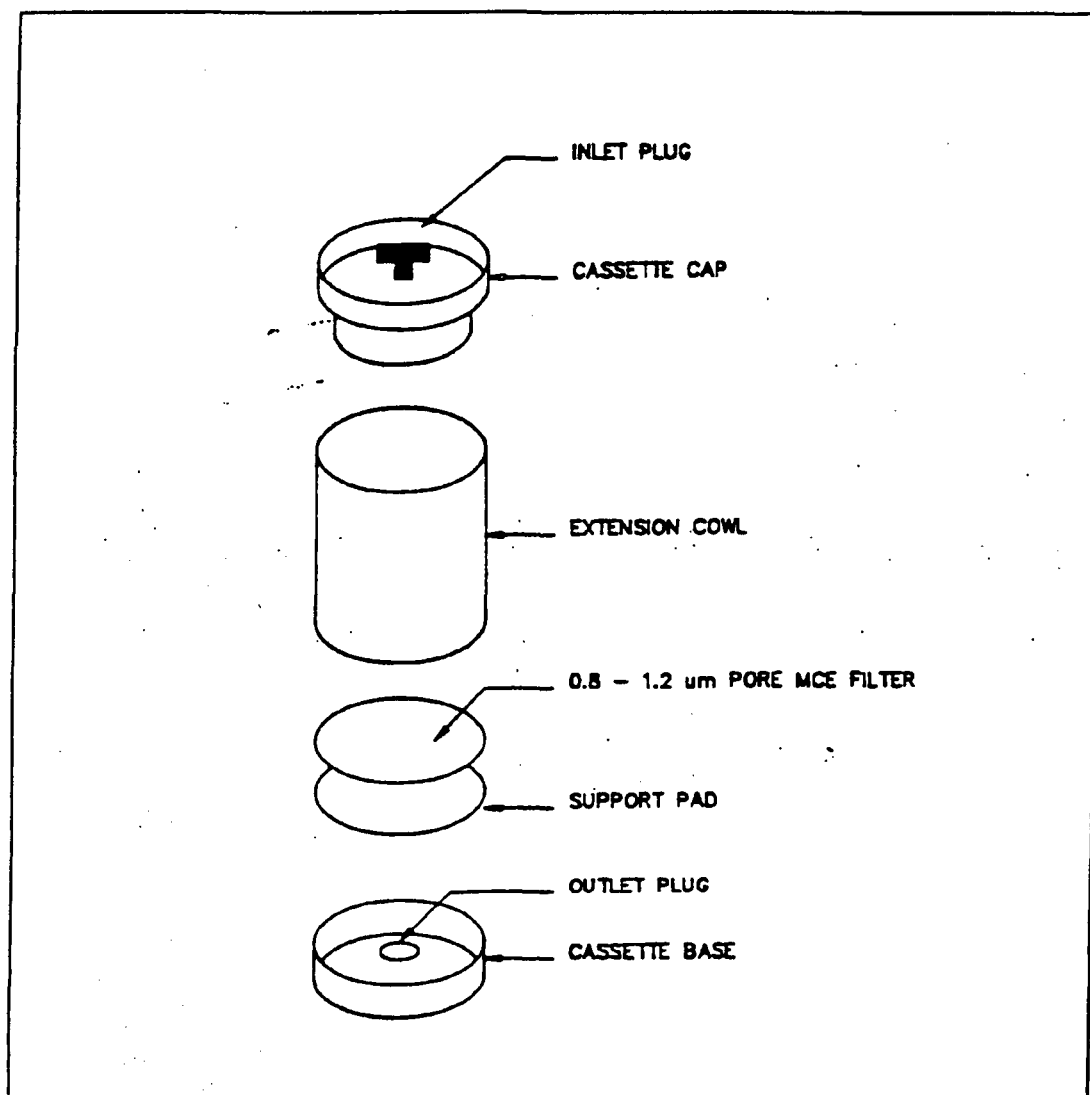 INLET PLUG
CASSETTE CAP
EXTENSION COWL
0.8 – 1.2 um PORE MCE FILTER
SUPPORT PAD
OUTLET PLUG
CASSETTE BASE